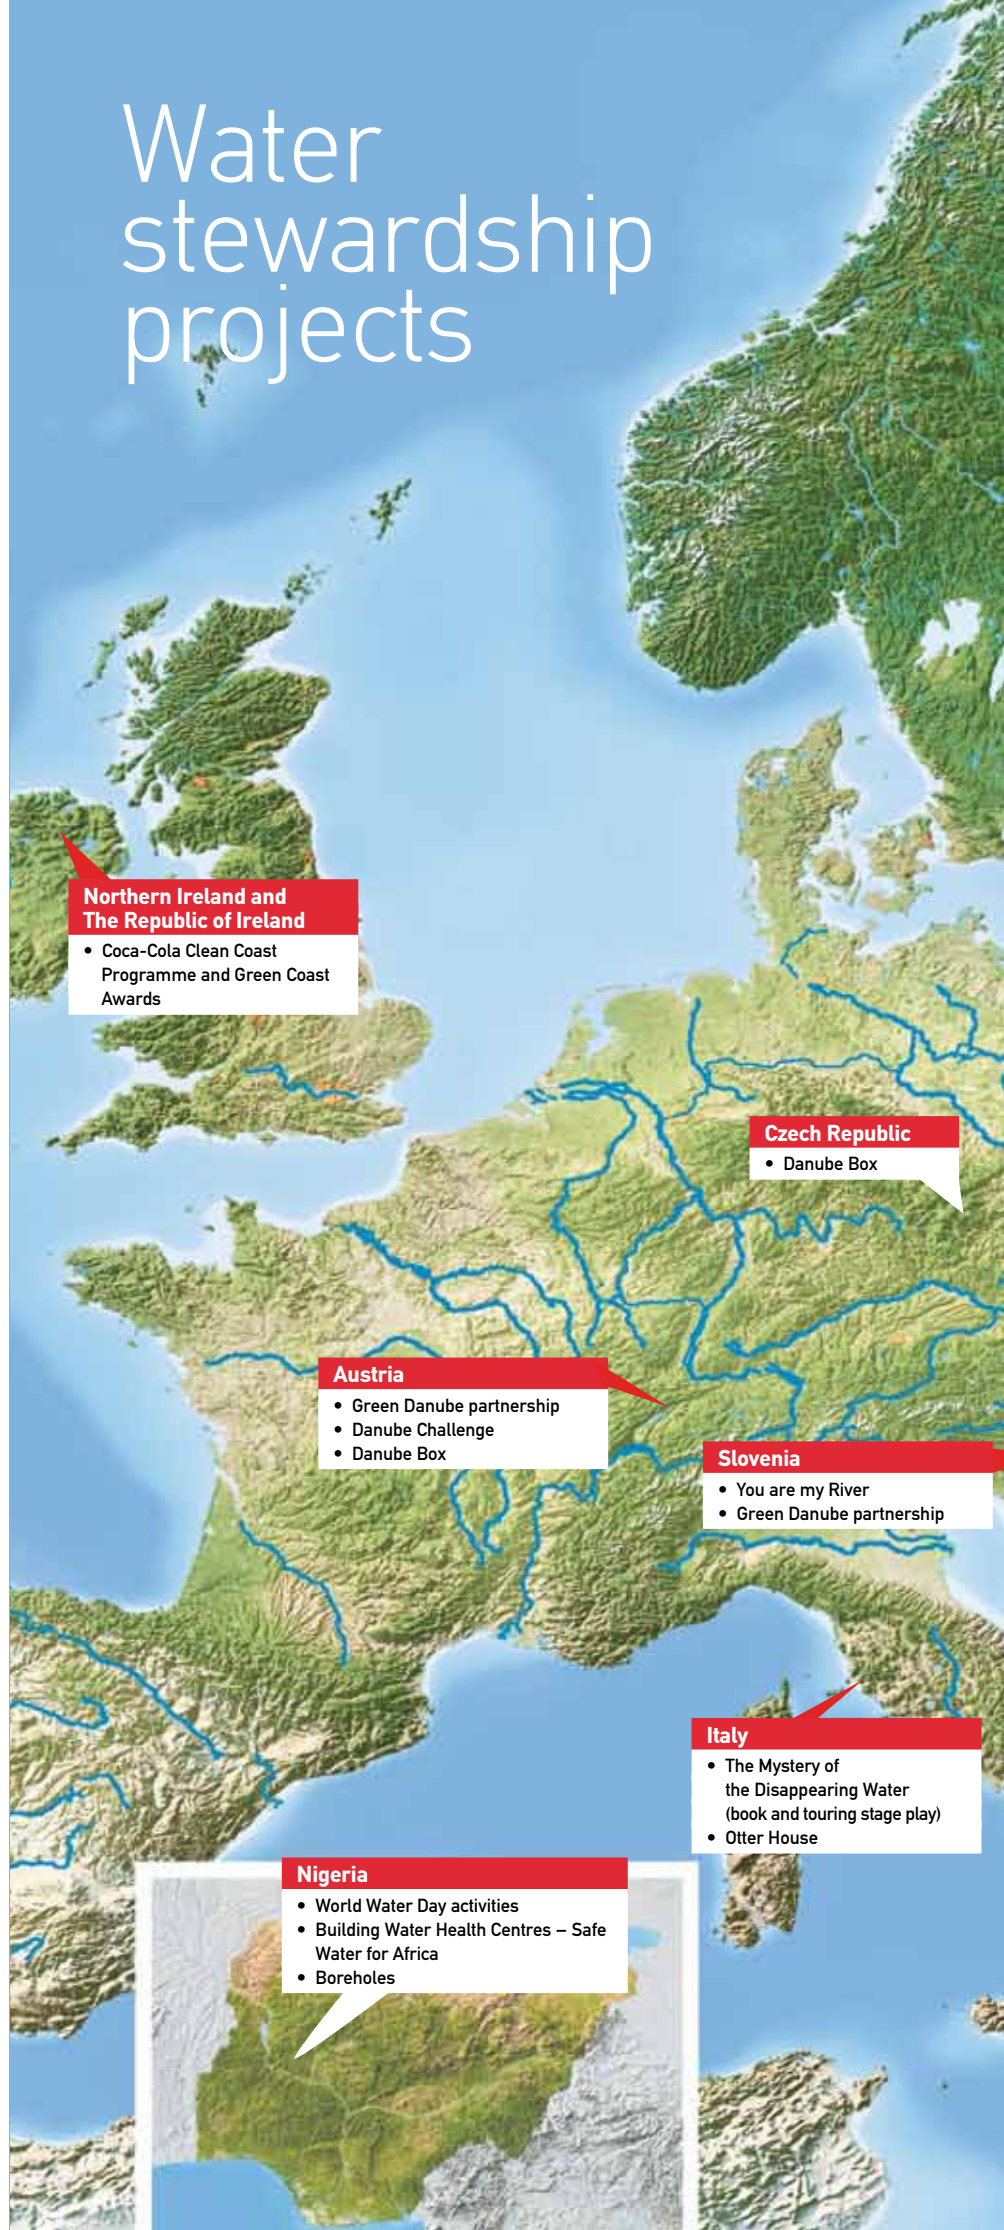 Water
stewardship
projects
Northern Ireland and
The Republic of Ireland
• Coca-Cola Clean Coast
Programme and Green Coast
Awards
Czech Republic
• Danube Box
Austria
• Green Danube partnership
• Danube Challenge
• Danube Box
Slovenia
• You are my River
• Green Danube partnership
Italy
• The Mystery of
the Disappearing Water
(book and touring stage play)
• Otter House
Nigeria
• World Water Day activities
• Building Water Health Centres – Safe
Water for Africa
• Boreholes